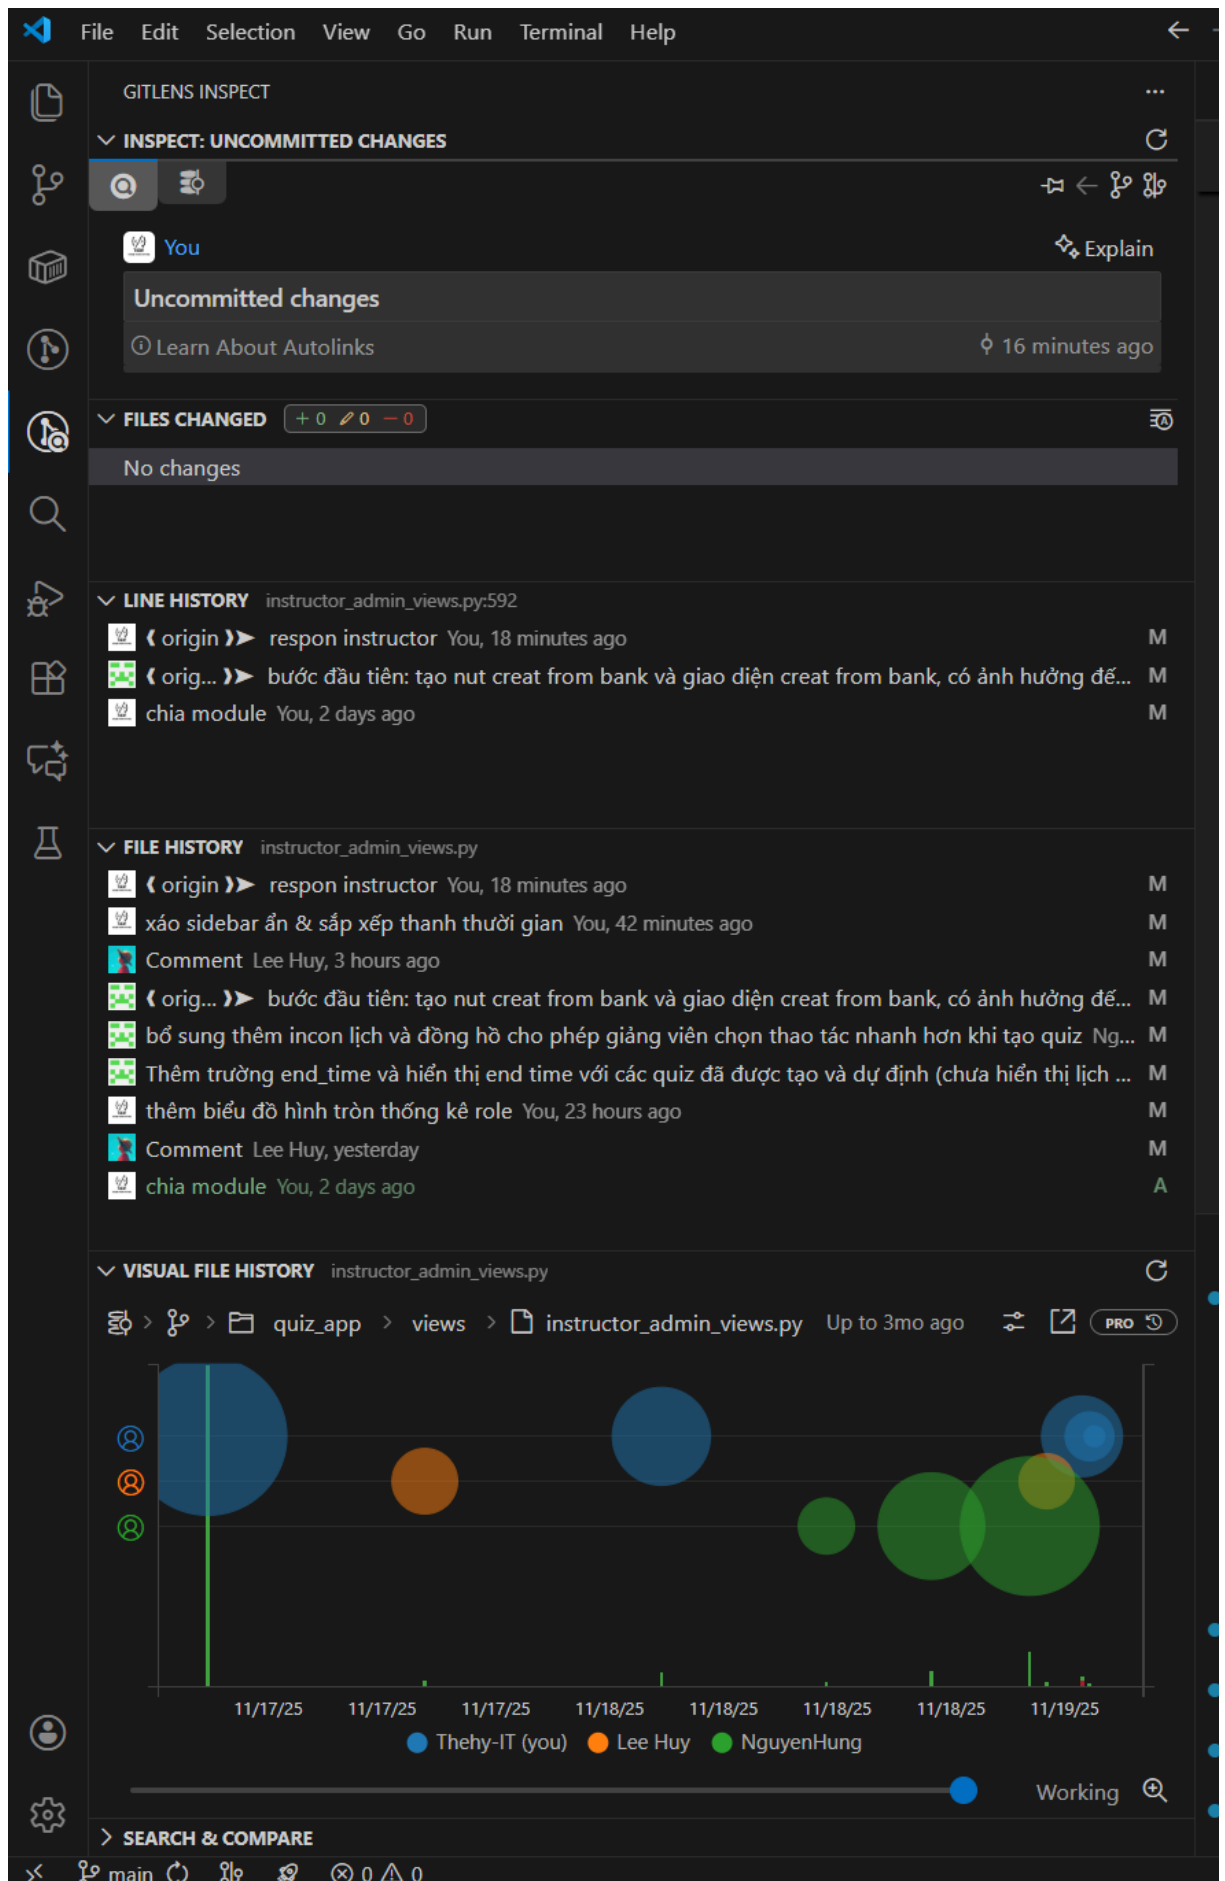 File Edit Selection View Go Run Terminal Help
GITLENS INSPECT
INSPECT: UNCOMMITTED CHANGES
You Explain
Uncommitted changes
Learn About Autolinks 16 minutes ago
FILES CHANGED +0 0 −0
No changes
LINE HISTORY instructor_admin_views.py:592
❰ origin ❱➤ respon instructor You, 18 minutes ago M
❰ orig... ❱➤ bước đầu tiên: tạo nut creat from bank và giao diện creat from bank, có ảnh hưởng đế... M
chia module You, 2 days ago M
FILE HISTORY instructor_admin_views.py
❰ origin ❱➤ respon instructor You, 18 minutes ago M
xáo sidebar ẩn & sắp xếp thanh thười gian You, 42 minutes ago M
Comment Lee Huy, 3 hours ago M
❰ orig... ❱➤ bước đầu tiên: tạo nut creat from bank và giao diện creat from bank, có ảnh hưởng đế... M
bổ sung thêm incon lịch và đồng hồ cho phép giảng viên chọn thao tác nhanh hơn khi tạo quiz Ng... M
Thêm trường end_time và hiển thị end time với các quiz đã được tạo và dự định (chưa hiển thị lịch ... M
thêm biểu đồ hình tròn thống kê role You, 23 hours ago M
Comment Lee Huy, yesterday M
chia module You, 2 days ago A
VISUAL FILE HISTORY instructor_admin_views.py
quiz_app > views > instructor_admin_views.py Up to 3mo ago PRO
11/17/25 11/17/25 11/17/25 11/18/25 11/18/25 11/18/25 11/18/25 11/19/25
Thehy-IT (you) Lee Huy NguyenHung
Working
SEARCH & COMPARE
main 0 0